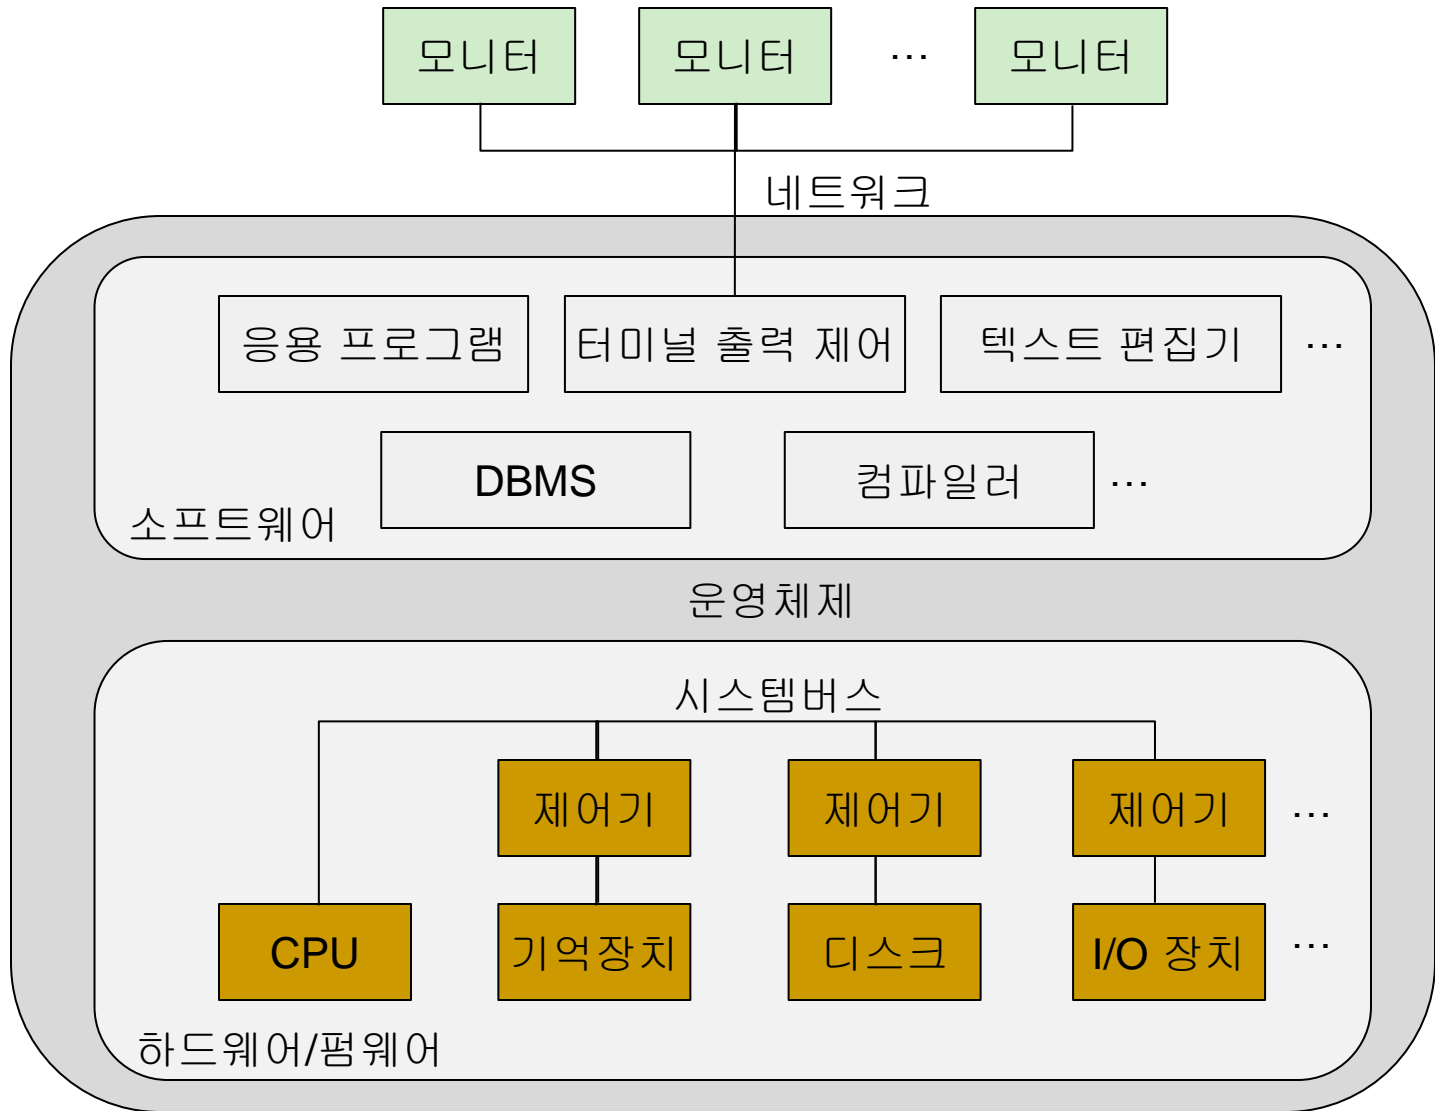 모니터 모니터 … 모니터
네트워크
응용 프로그램 터미널 출력 제어 텍스트 편집기 …
DBMS 컴파일러 …
소프트웨어
운영체제
시스템버스
제어기 제어기 제어기 …
CPU 기억장치 디스크 I/O 장치 …
하드웨어/펌웨어